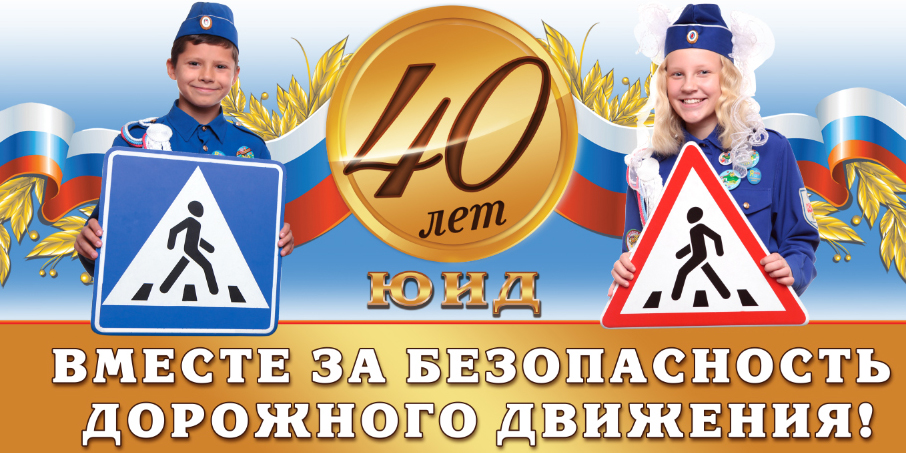 40
лет
ЮИД
ВМЕСТЕ ЗА БЕЗОПАСНОСТЬ
ДОРОЖНОГО ДВИЖЕНИЯ!